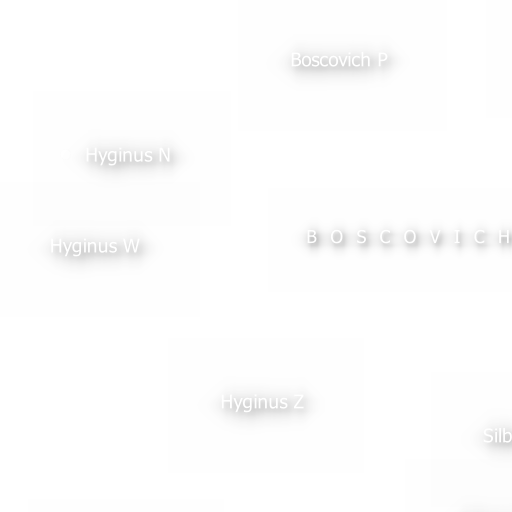 Boscovich P
Hyginus N
B O S C O V I C H
Hyginus W
Hyginus Z
Silb